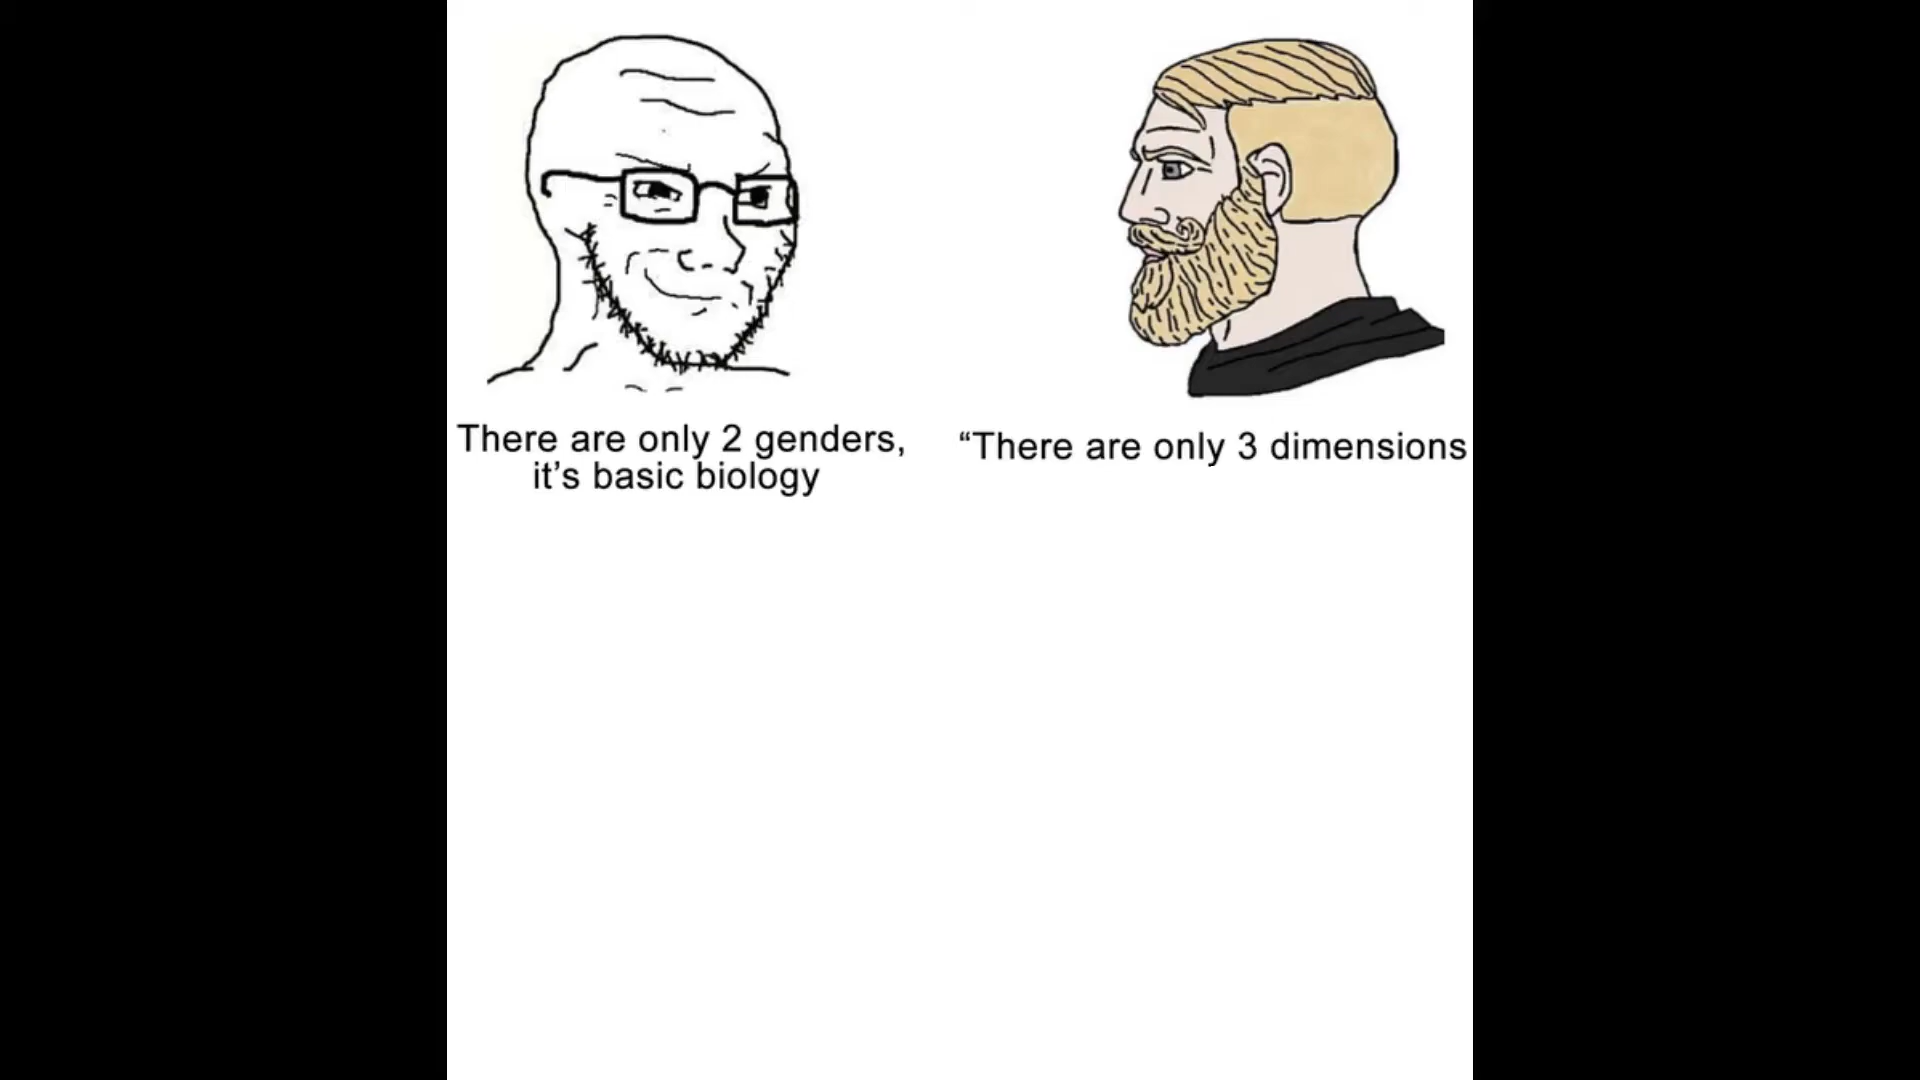 There are only 2 genders,
it's basic biology
“There are only 3 dimensions